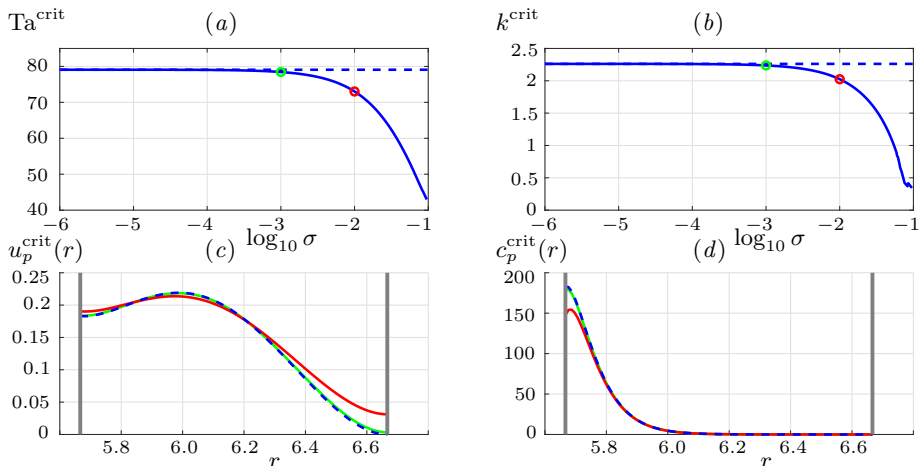 Ta^crit (a)
80
70
60
50
40
−6 −5 −4 −3 −2 −1
log10 σ
k^crit (b)
2.5
2
1.5
1
0.5
0
−6 −5 −4 −3 −2 −1
log10 σ
u_p^crit(r) (c)
0.25
0.2
0.15
0.1
0.05
0
5.8 6.0 6.2 6.4 6.6
r
c_p^crit(r) (d)
200
150
100
50
0
5.8 6.0 6.2 6.4 6.6
r